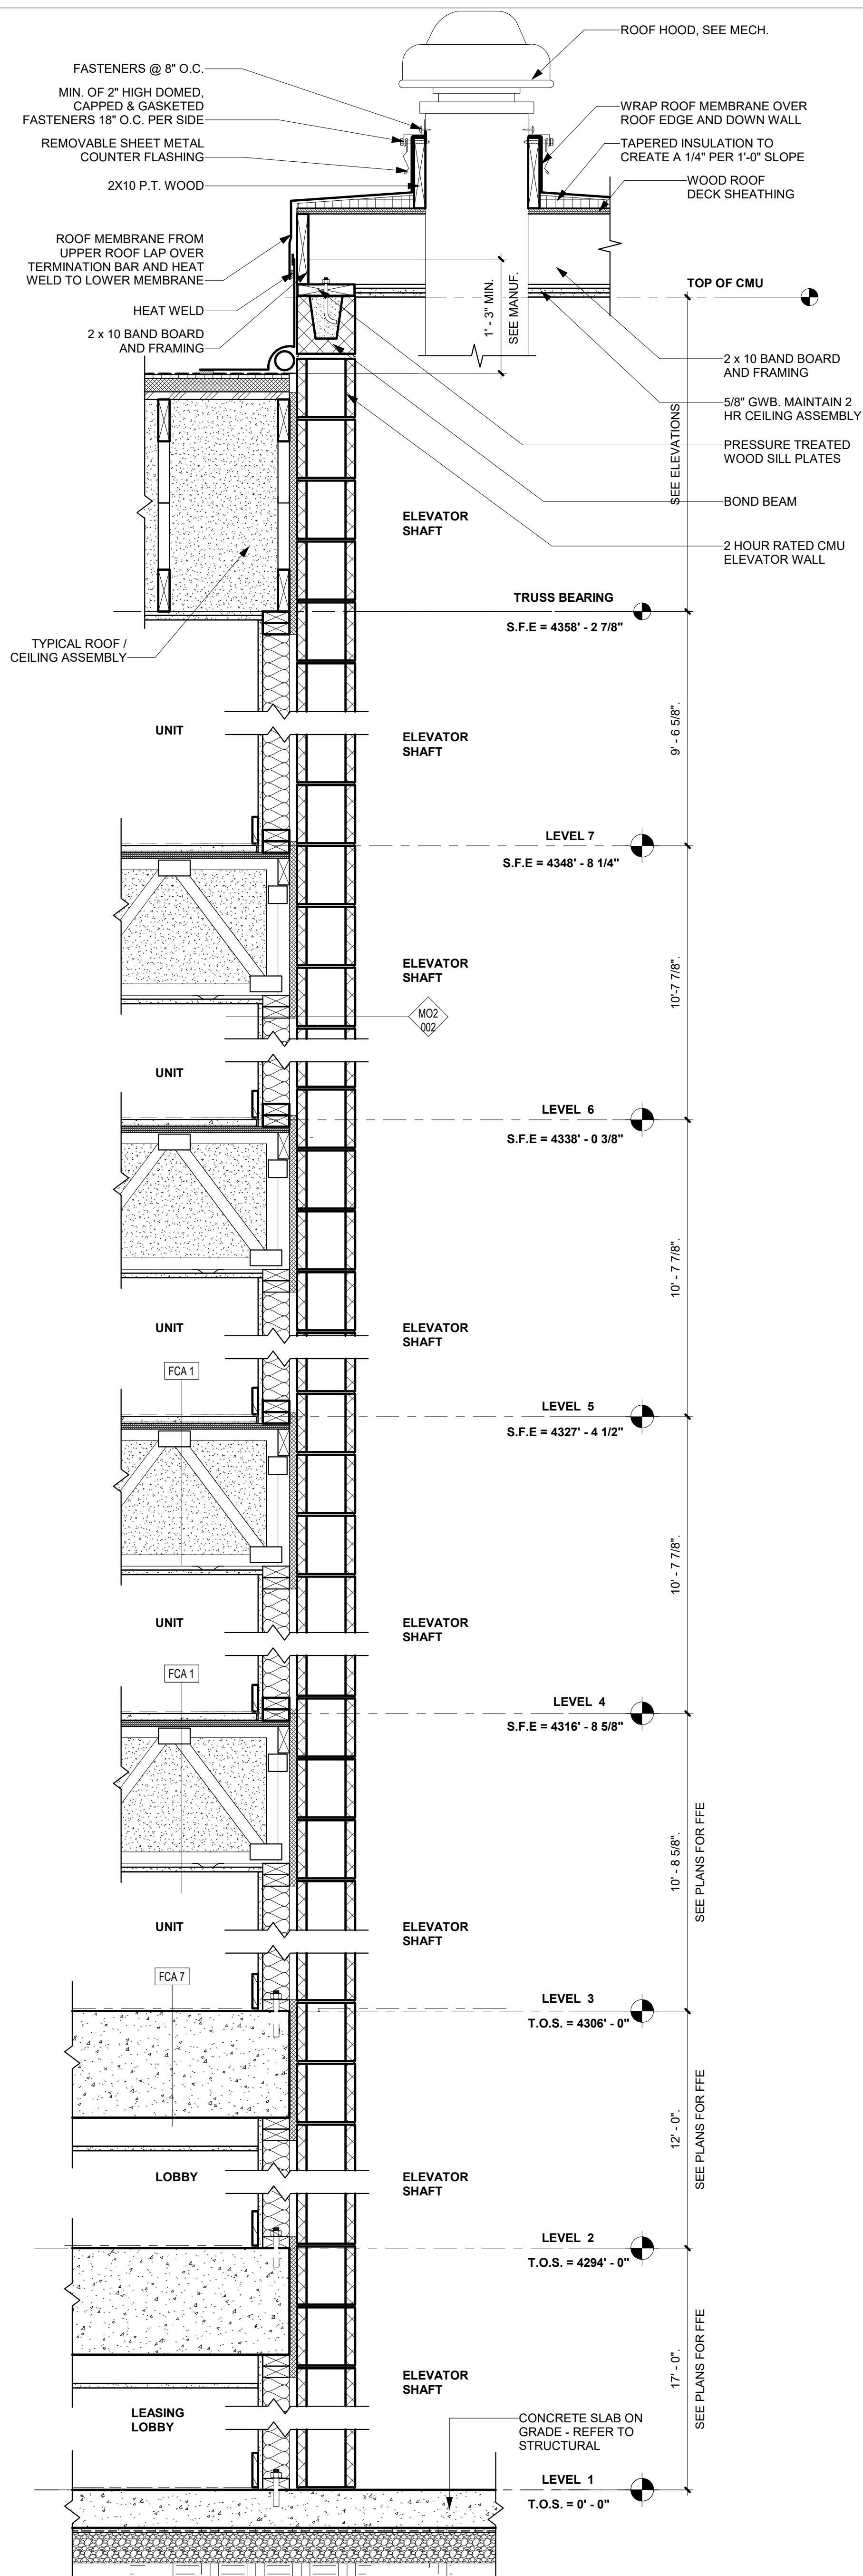 ROOF HOOD, SEE MECH.
FASTENERS @ 8" O.C.
MIN. OF 2" HIGH DOMED,
CAPPED & GASKETED
FASTENERS 18" O.C. PER SIDE
REMOVABLE SHEET METAL
COUNTER FLASHING
2X10 P.T. WOOD
ROOF MEMBRANE FROM
UPPER ROOF LAP OVER
TERMINATION BAR AND HEAT
WELD TO LOWER MEMBRANE
HEAT WELD
2 x 10 BAND BOARD
AND FRAMING
WRAP ROOF MEMBRANE OVER
ROOF EDGE AND DOWN WALL
TAPERED INSULATION TO
CREATE A 1/4" PER 1'-0" SLOPE
WOOD ROOF
DECK SHEATHING
TOP OF CMU
1' - 3" MIN.
SEE MANUF.
2 x 10 BAND BOARD
AND FRAMING
5/8" GWB. MAINTAIN 2
HR CEILING ASSEMBLY
PRESSURE TREATED
WOOD SILL PLATES
BOND BEAM
2 HOUR RATED CMU
ELEVATOR WALL
SEE ELEVATIONS
ELEVATOR
SHAFT
TRUSS BEARING
S.F.E = 4358' - 2 7/8"
TYPICAL ROOF /
CEILING ASSEMBLY
UNIT
ELEVATOR
SHAFT
9' - 6 5/8".
LEVEL 7
S.F.E = 4348' - 8 1/4"
ELEVATOR
SHAFT
10'-7 7/8".
MO2
002
UNIT
LEVEL 6
S.F.E = 4338' - 0 3/8"
10' - 7 7/8".
UNIT
ELEVATOR
SHAFT
FCA 1
LEVEL 5
S.F.E = 4327' - 4 1/2"
10' - 7 7/8".
UNIT
ELEVATOR
SHAFT
FCA 1
LEVEL 4
S.F.E = 4316' - 8 5/8"
10' - 8 5/8".
SEE PLANS FOR FFE
UNIT
ELEVATOR
SHAFT
FCA 7
LEVEL 3
T.O.S. = 4306' - 0"
12' - 0".
SEE PLANS FOR FFE
LOBBY
ELEVATOR
SHAFT
LEVEL 2
T.O.S. = 4294' - 0"
17' - 0".
SEE PLANS FOR FFE
ELEVATOR
SHAFT
LEASING
LOBBY
CONCRETE SLAB ON
GRADE - REFER TO
STRUCTURAL
LEVEL 1
T.O.S. = 0' - 0"